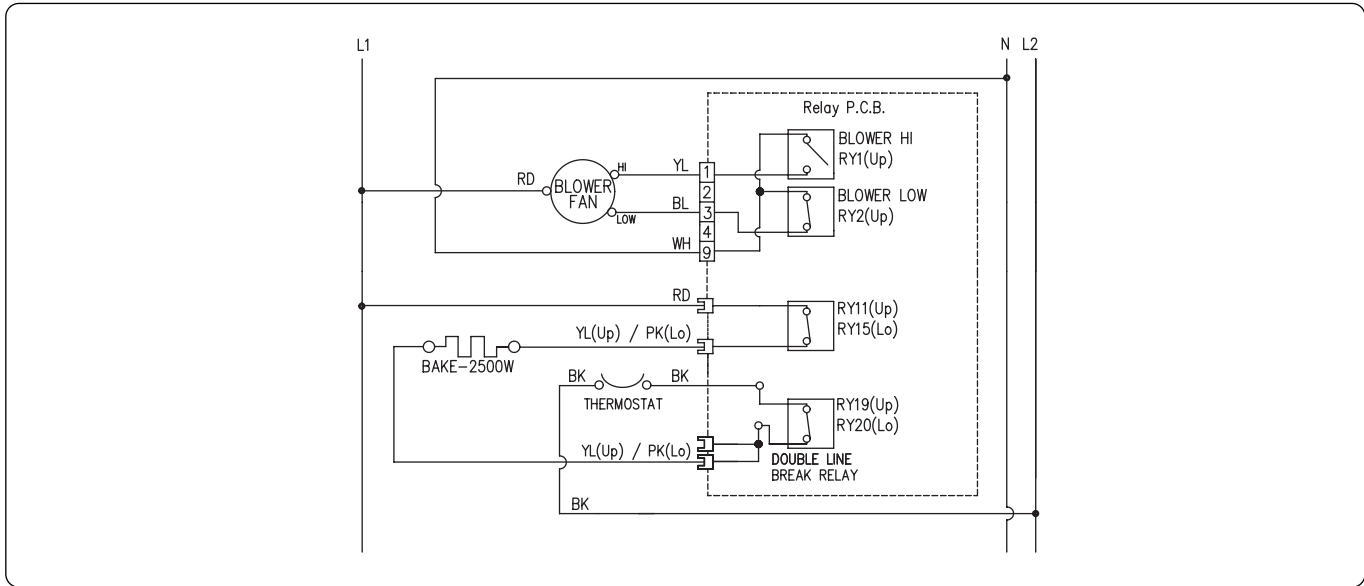 L1
N L2
Relay P.C.B.
BLOWER HI
RY1(Up)
HI
YL
1
RD
BLOWER
FAN
2
BLOWER LOW
RY2(Up)
BL
3
LOW
4
WH
9
RD
RY11(Up)
RY15(Lo)
YL(Up) / PK(Lo)
BAKE-2500W
BK
BK
THERMOSTAT
RY19(Up)
RY20(Lo)
YL(Up) / PK(Lo)
DOUBLE LINE
BREAK RELAY
BK